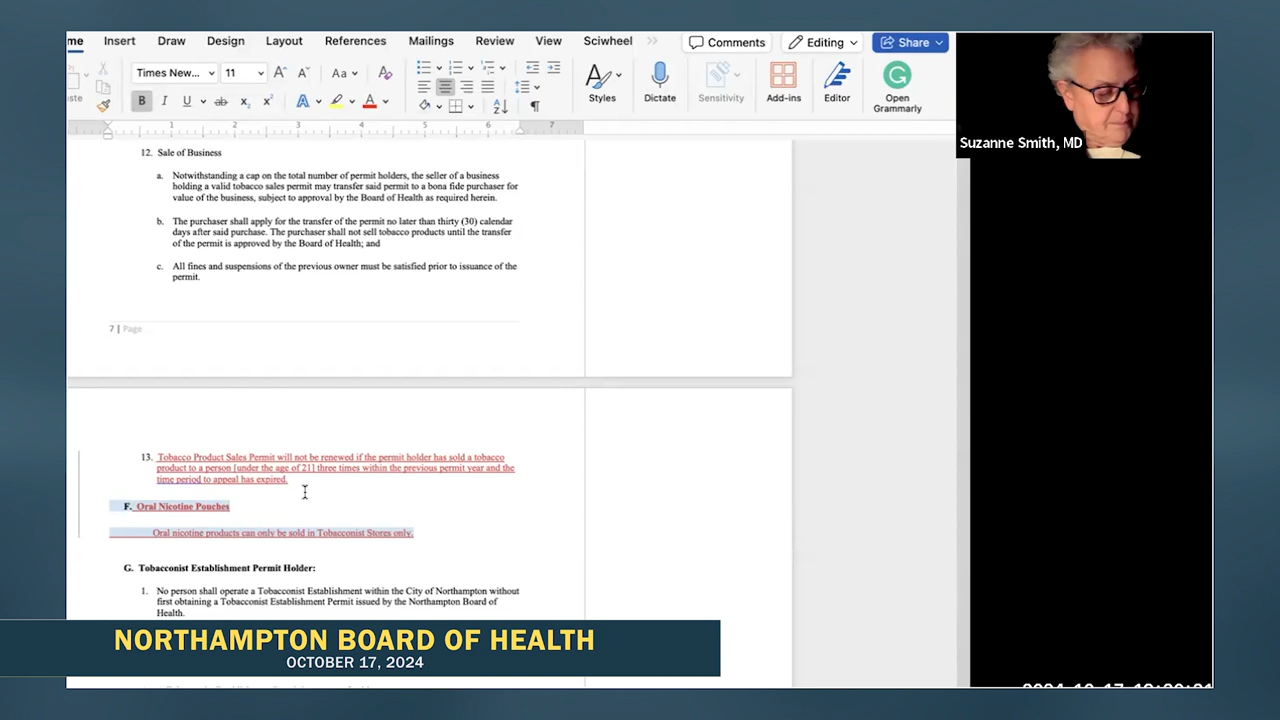 me Insert Draw Design Layout References Mailings Review View Sciwheel >> Comments Editing Share
Times New... 11 A A Aa A
B I U ab x₂ x² A A
Styles Dictate Sensitivity Add-ins Editor Open Grammarly
1 2 3 4 5 6 7
12. Sale of Business
a. Notwithstanding a cap on the total number of permit holders, the seller of a business
holding a valid tobacco sales permit may transfer said permit to a bona fide purchaser for
value of the business, subject to approval by the Board of Health as required herein.
b. The purchaser shall apply for the transfer of the permit no later than thirty (30) calendar
days after said purchase. The purchaser shall not sell tobacco products until the transfer
of the permit is approved by the Board of Health; and
c. All fines and suspensions of the previous owner must be satisfied prior to issuance of the
permit.
7 | Page
13. Tobacco Product Sales Permit will not be renewed if the permit holder has sold a tobacco
product to a person [under the age of 21] three times within the previous permit year and the
time period to appeal has expired.
F. Oral Nicotine Pouches
Oral nicotine products can only be sold in Tobacconist Stores only.
G. Tobacconist Establishment Permit Holder:
1. No person shall operate a Tobacconist Establishment within the City of Northampton without
first obtaining a Tobacconist Establishment Permit issued by the Northampton Board of
Health.
Suzanne Smith, MD
NORTHAMPTON BOARD OF HEALTH
OCTOBER 17, 2024